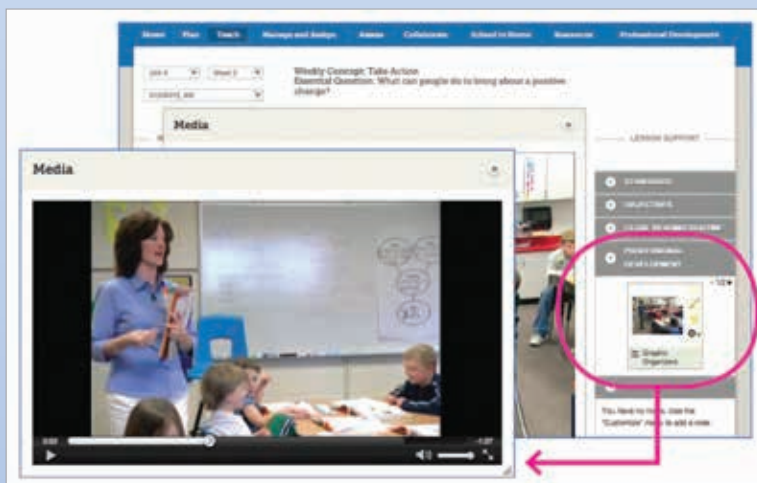 Home Plan Teach Manage and Assign Assess Collaborate School to Home Resources Professional Development
Weekly Concept: Take Action
Essential Question: What can people do to bring about a positive
change?
Media
Media
LESSON SUPPORT
STANDARDS
OBJECTIVES
PROFESSIONAL
DEVELOPMENT
Graphic
Organizers
You have no notes. Use the
"Customize" menu to add a note.